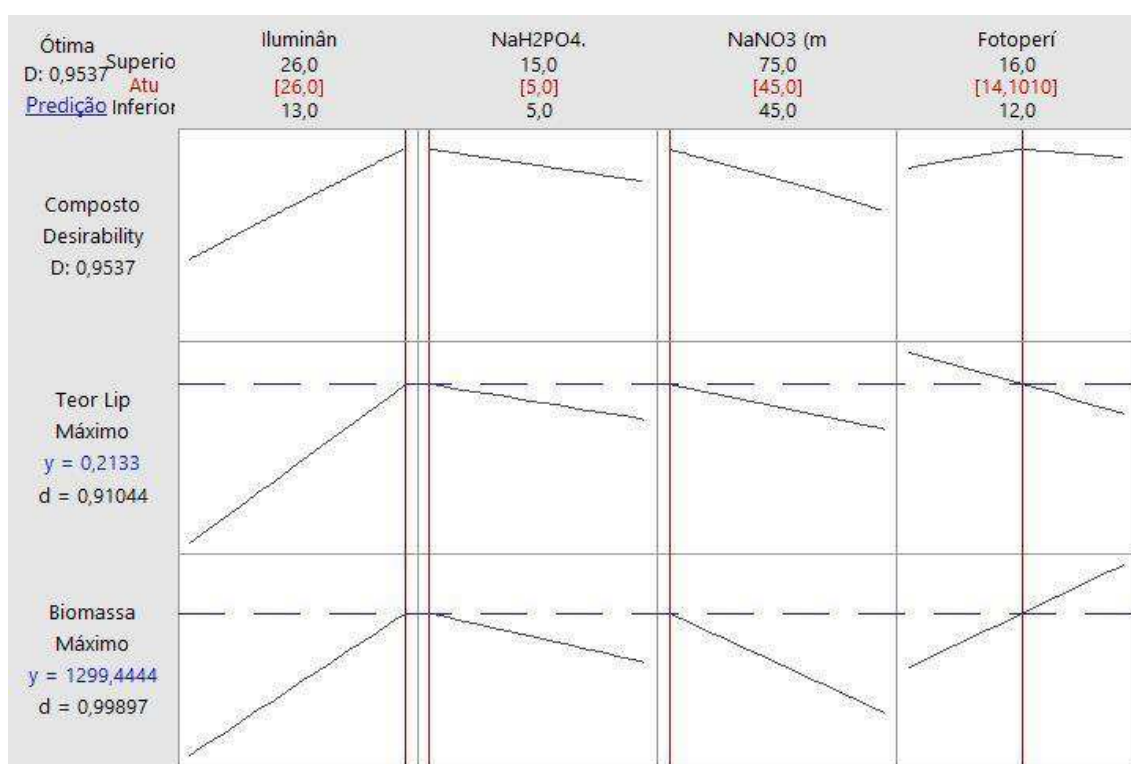 Ótima
D: 0,9537
Predição
Superio
Atu
Inferior
Iluminân
26,0
[26,0]
13,0
NaH2PO4.
15,0
[5,0]
5,0
NaNO3 (m
75,0
[45,0]
45,0
Fotoperí
16,0
[14,1010]
12,0
Composto
Desirability
D: 0,9537
Teor Lip
Máximo
y = 0,2133
d = 0,91044
Biomassa
Máximo
y = 1299,4444
d = 0,99897